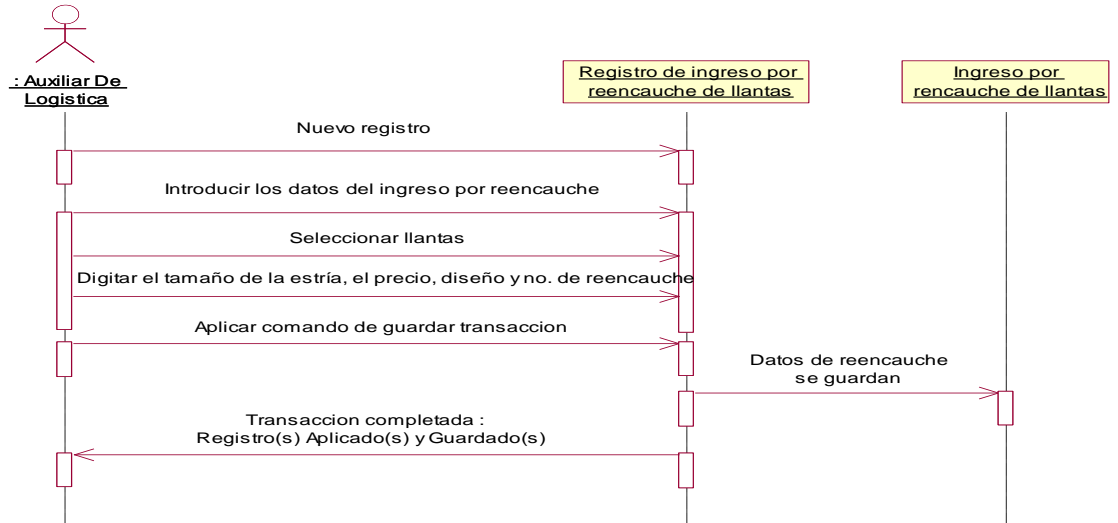 : Auxiliar De
Logistica
Registro de ingreso por
reencauche de llantas
Ingreso por
rencauche de llantas
Nuevo registro
Introducir los datos del ingreso por reencauche
Seleccionar llantas
Digitar el tamaño de la estría, el precio, diseño y no. de reencauche
Aplicar comando de guardar transaccion
Datos de reencauche
se guardan
Transaccion completada :
Registro(s) Aplicado(s) y Guardado(s)